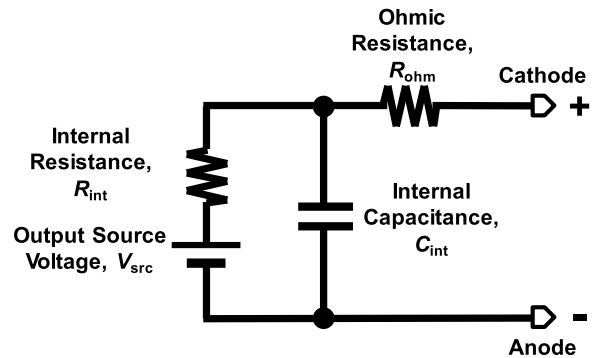 Ohmic
Resistance,
Rohm
Cathode
+
Internal
Resistance,
Rint
Internal
Capacitance,
Cint
Output Source
Voltage, Vsrc
-
Anode